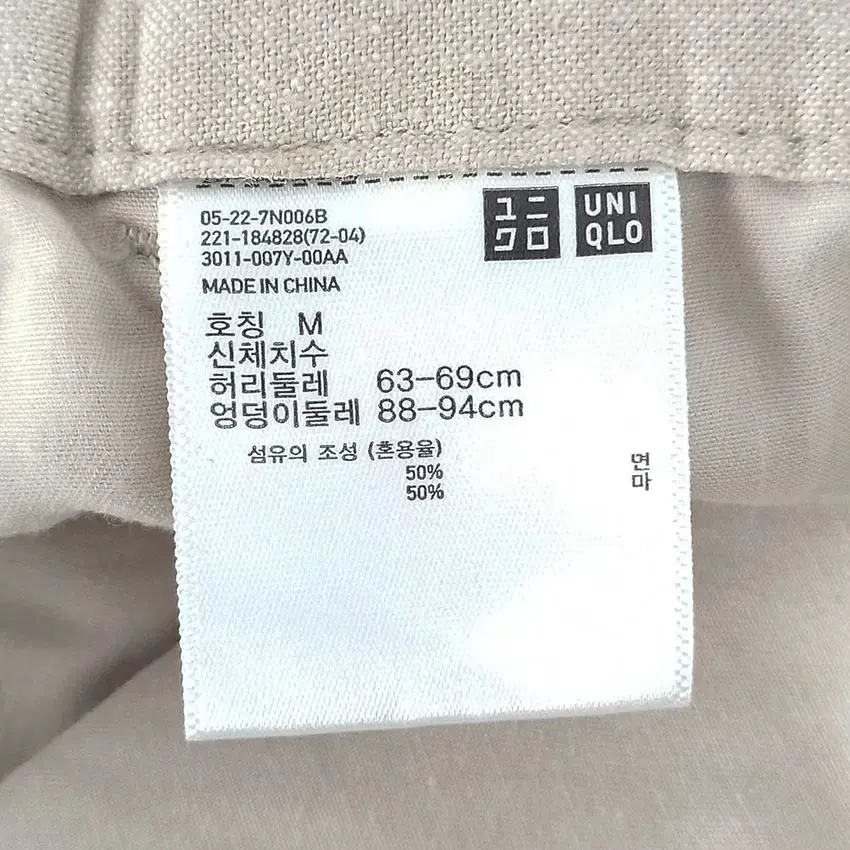 05-22-7N006B
221-184828(72-04)
3011-007Y-00AA
MADE IN CHINA
ユニ
クロ
UNI
QLO
호칭 M
신체치수
허리둘레 63-69cm
엉덩이둘레 88-94cm
섬유의 조성 (혼용율)
50%
50%
면
마